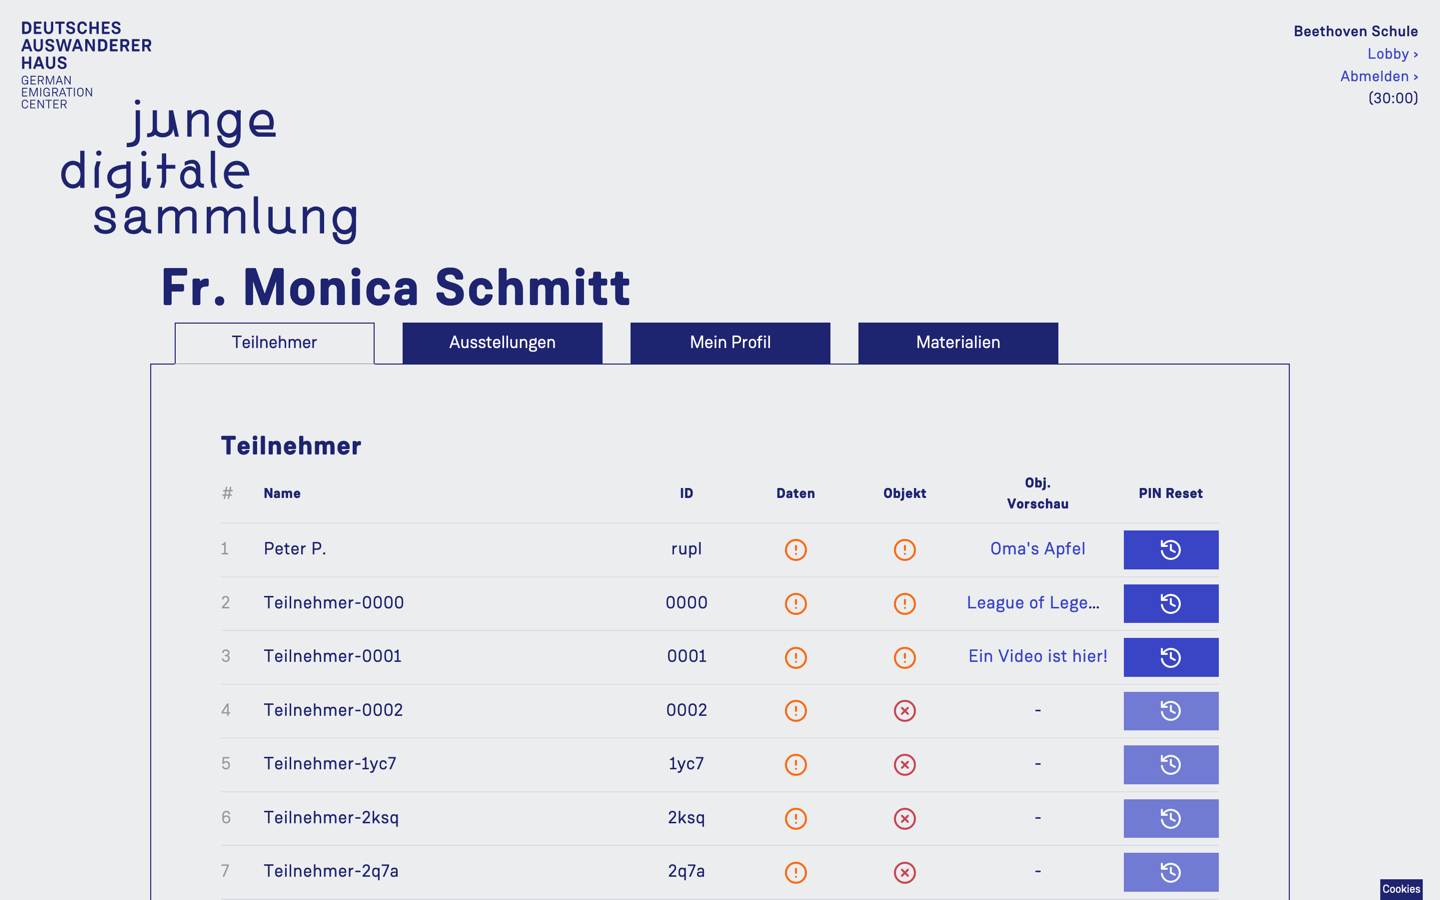 DEUTSCHES
AUSWANDERER
HAUS
GERMAN
EMIGRATION
CENTER
junge
digitale
sammlung
Beethoven Schule
Lobby ›
Abmelden ›
(30:00)
Fr. Monica Schmitt
Teilnehmer Ausstellungen Mein Profil Materialien
Teilnehmer
# Name ID Daten Objekt Obj. Vorschau PIN Reset
1 Peter P. rupl Oma's Apfel
2 Teilnehmer-0000 0000 League of Lege...
3 Teilnehmer-0001 0001 Ein Video ist hier!
4 Teilnehmer-0002 0002 -
5 Teilnehmer-1yc7 1yc7 -
6 Teilnehmer-2ksq 2ksq -
7 Teilnehmer-2q7a 2q7a -
Cookies